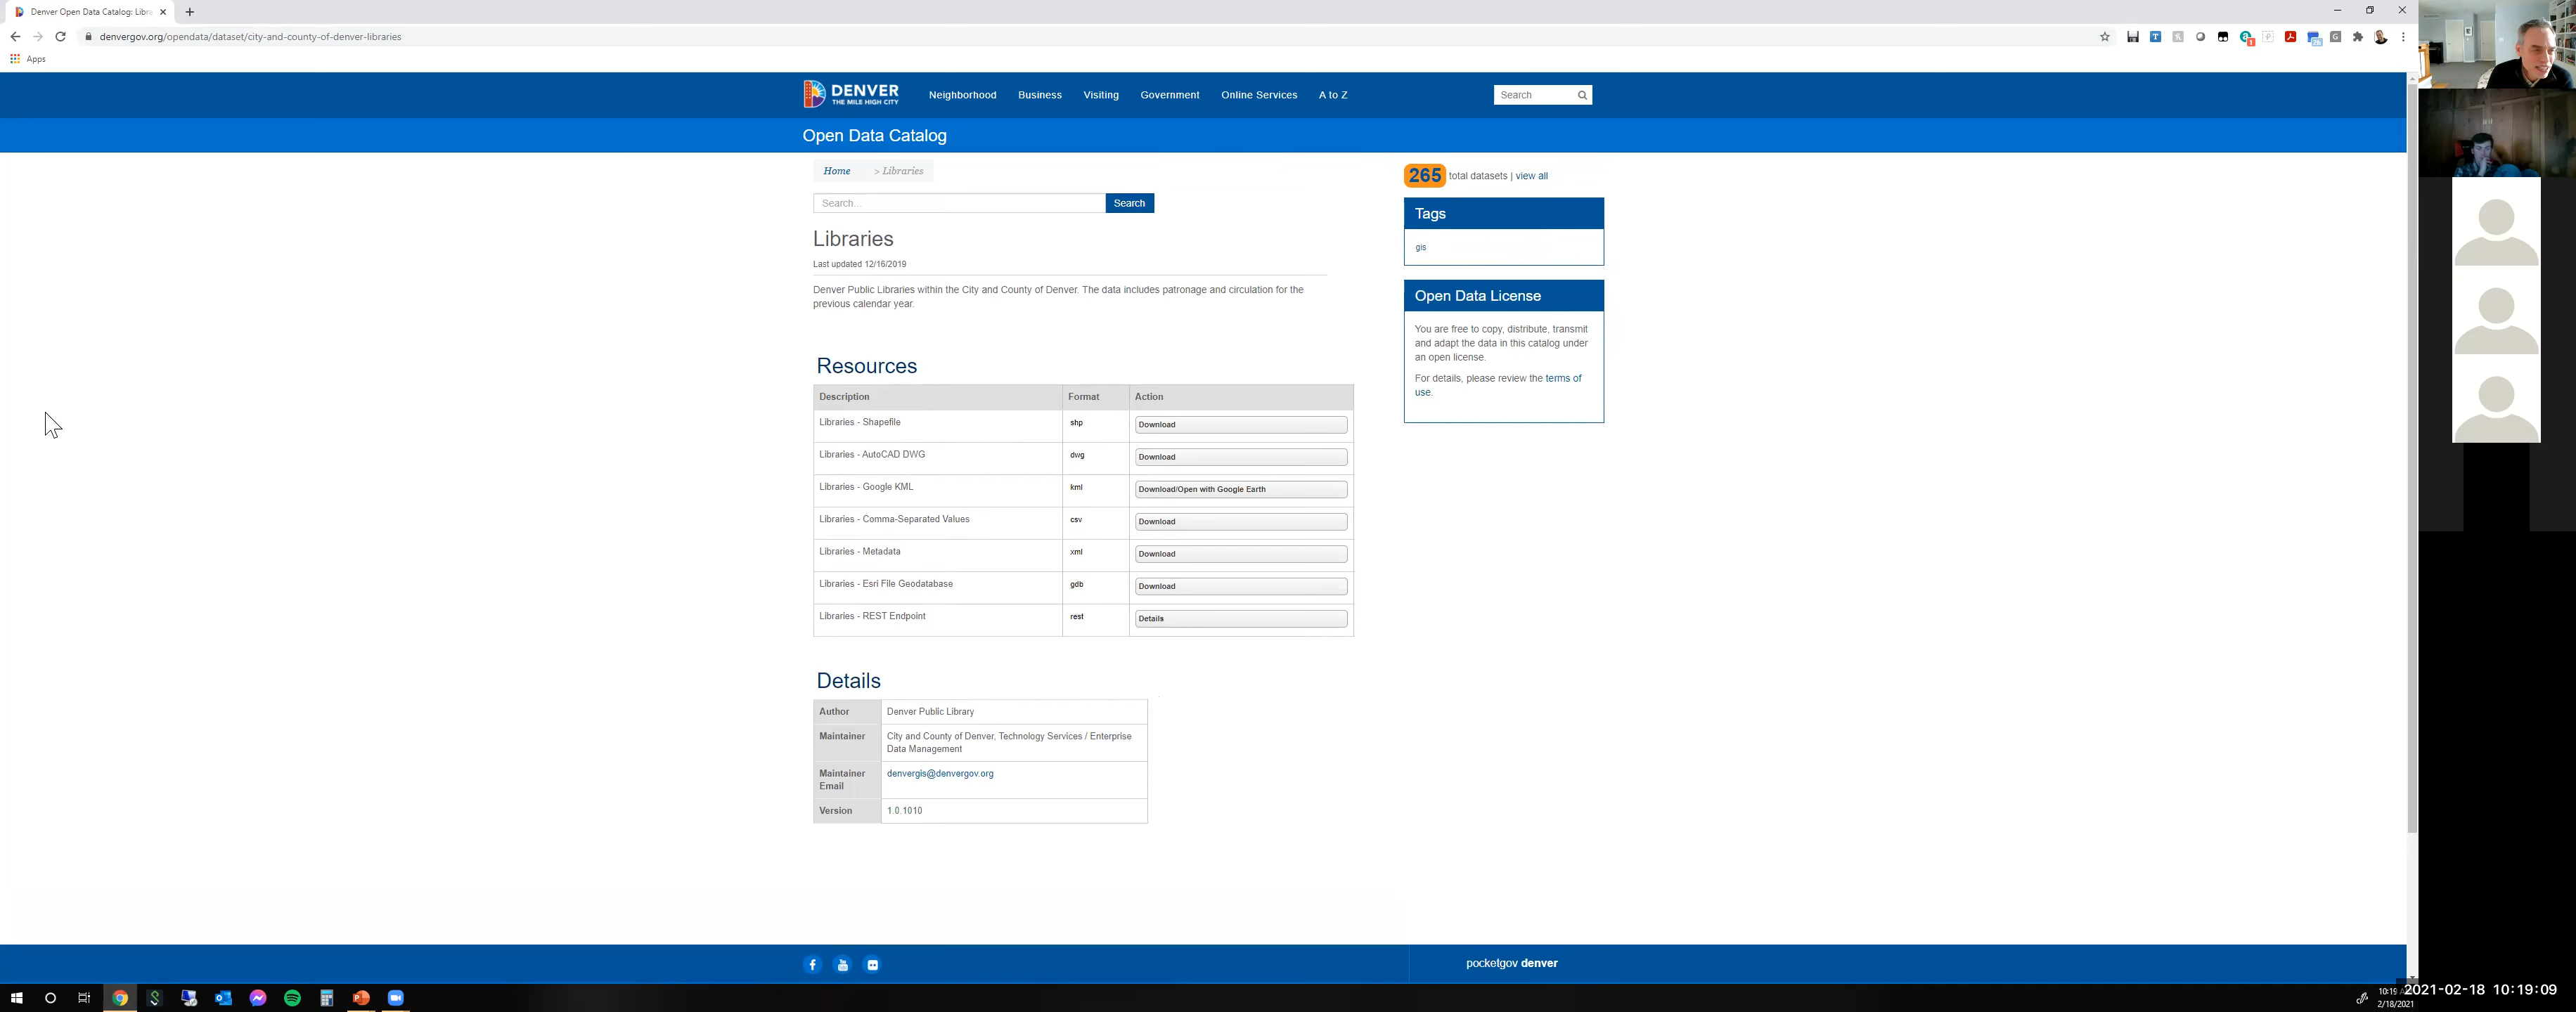 Denver Open Data Catalog: Libra
denvergov.org/opendata/dataset/city-and-county-of-denver-libraries
Apps
DENVER
THE MILE HIGH CITY
Neighborhood Business Visiting Government Online Services A to Z
Search
Open Data Catalog
Home > Libraries
265 total datasets | view all
Search...
Search
Tags
gis
Libraries
Last updated 12/16/2019
Denver Public Libraries within the City and County of Denver. The data includes patronage and circulation for the
previous calendar year.
Open Data License
You are free to copy, distribute, transmit
and adapt the data in this catalog under
an open license.
For details, please review the terms of
use.
Resources
Description Format Action
Libraries - Shapefile shp Download
Libraries - AutoCAD DWG dwg Download
Libraries - Google KML kml Download/Open with Google Earth
Libraries - Comma-Separated Values csv Download
Libraries - Metadata xml Download
Libraries - Esri File Geodatabase gdb Download
Libraries - REST Endpoint rest Details
Details
Author Denver Public Library
Maintainer City and County of Denver, Technology Services / Enterprise
Data Management
Maintainer denvergis@denvergov.org
Email
Version 1.0.1010
pocketgov denver
10:19
2021-02-18 10:19:09
2/18/2021